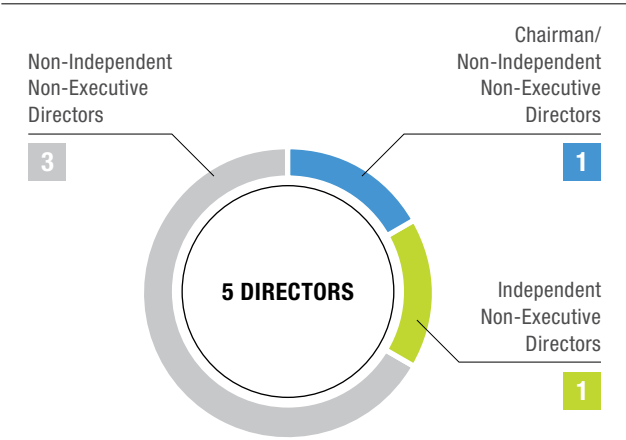 Non-Independent
Non-Executive
Directors
3
Chairman/
Non-Independent
Non-Executive
Directors
1
5 DIRECTORS
Independent
Non-Executive
Directors
1